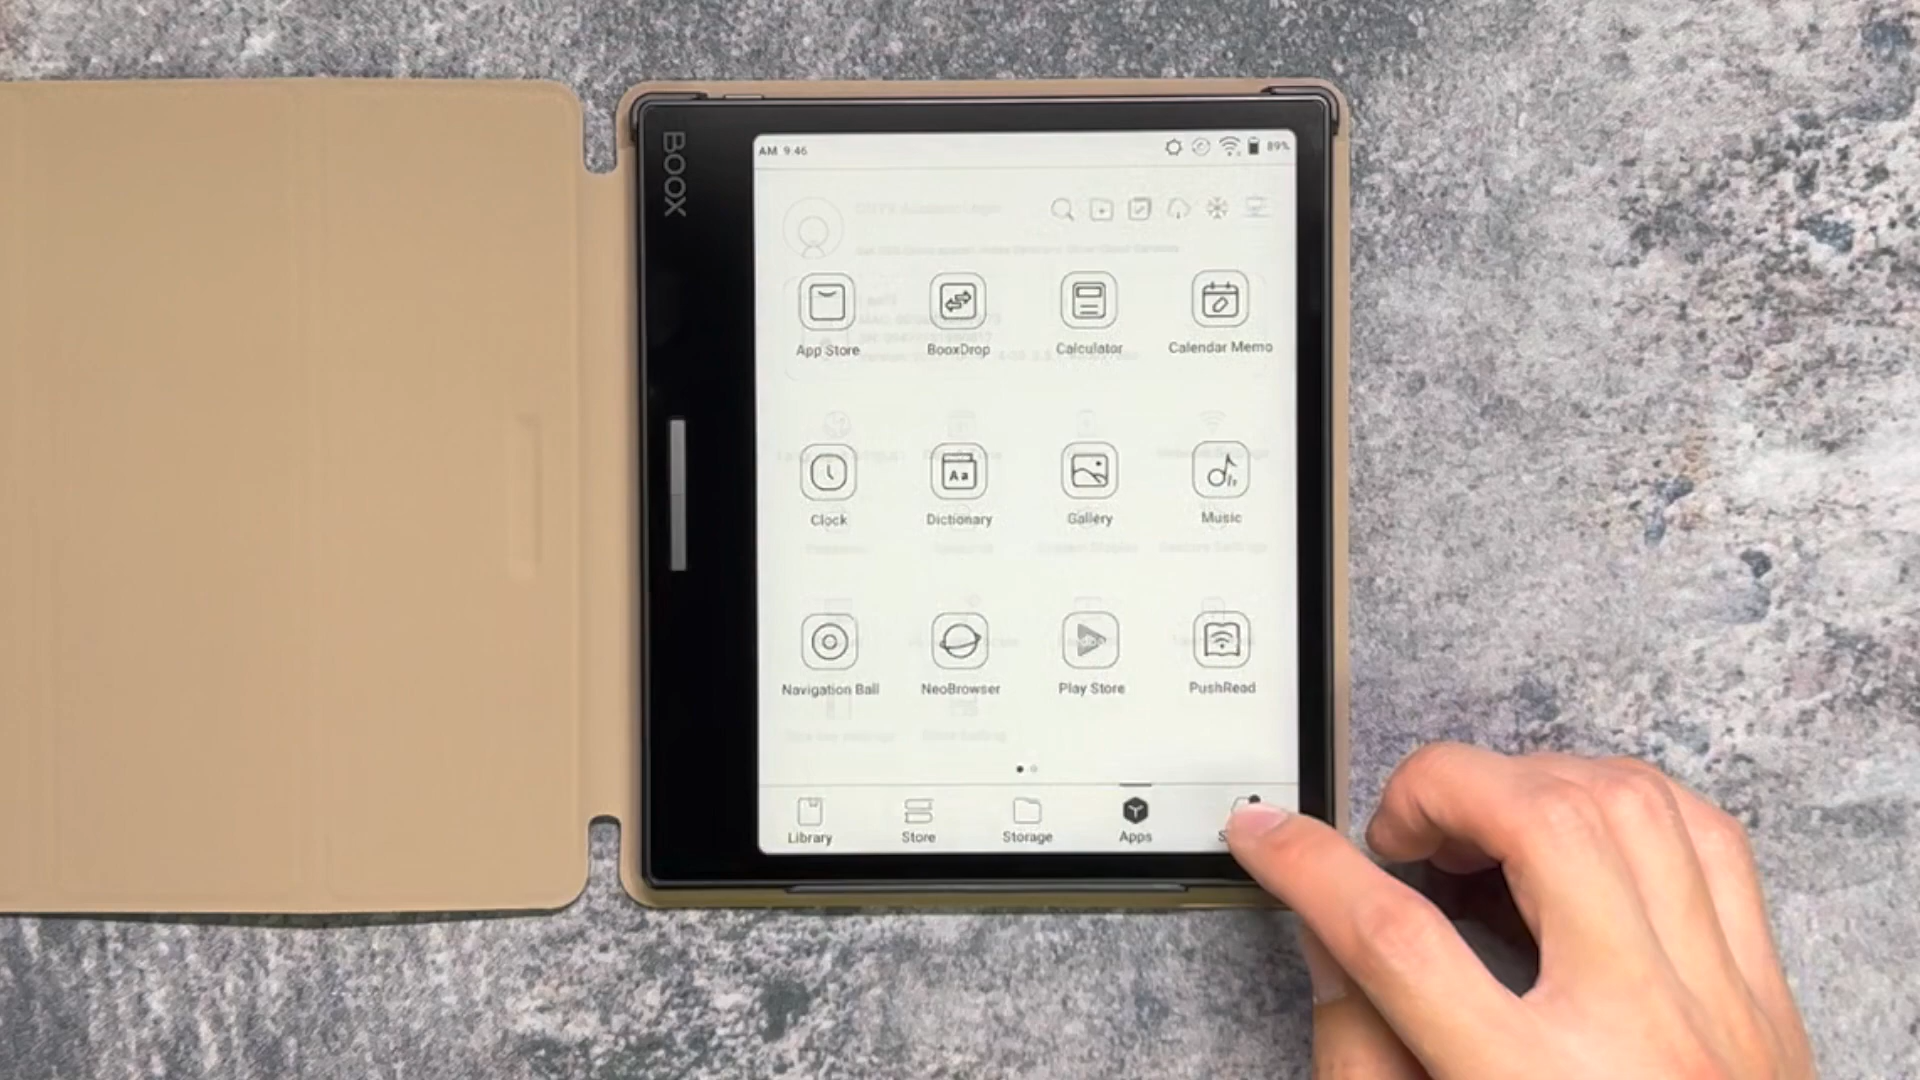 BOOX
AM 9:46
89%
App Store
BooxDrop
Calculator
Calendar Memo
Aa
Clock
Dictionary
Gallery
Music
Navigation Ball
NeoBrowser
Play Store
PushRead
Library
Store
Storage
Apps